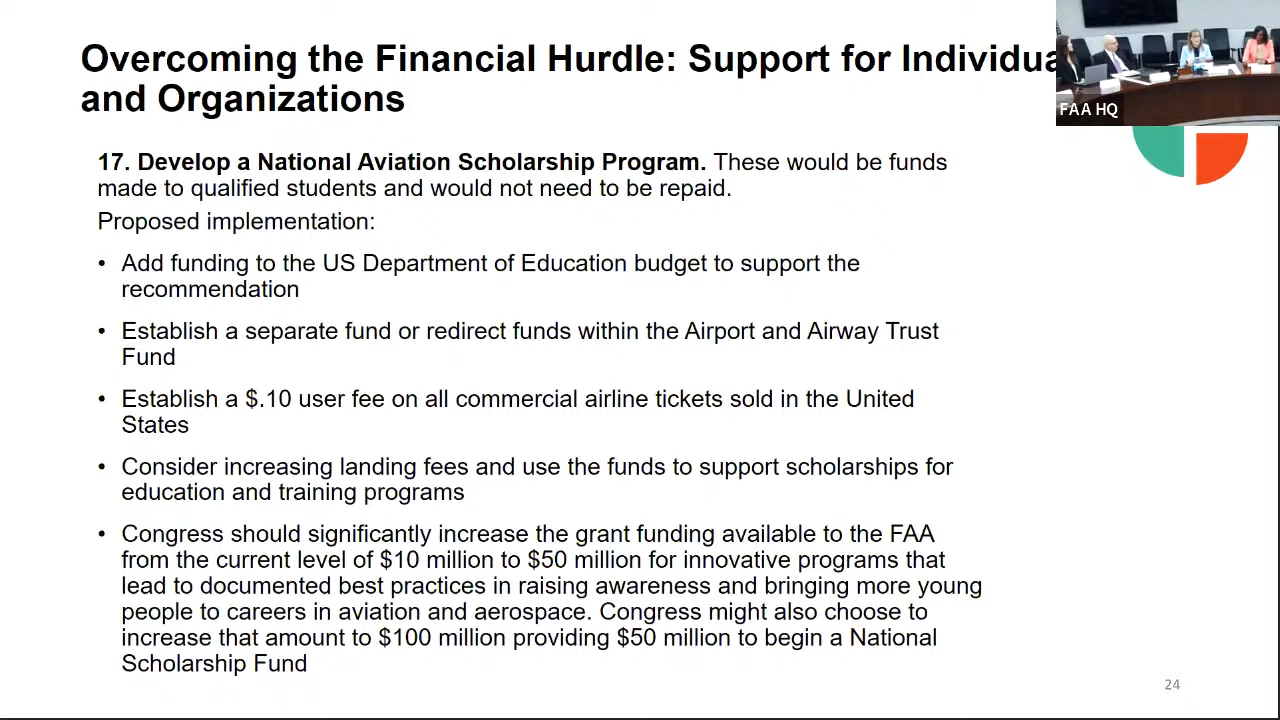 Overcoming the Financial Hurdle: Support for Individua
and Organizations
FAA HQ
17. Develop a National Aviation Scholarship Program. These would be funds
made to qualified students and would not need to be repaid.
Proposed implementation:
• Add funding to the US Department of Education budget to support the
recommendation
• Establish a separate fund or redirect funds within the Airport and Airway Trust
Fund
• Establish a $.10 user fee on all commercial airline tickets sold in the United
States
• Consider increasing landing fees and use the funds to support scholarships for
education and training programs
• Congress should significantly increase the grant funding available to the FAA
from the current level of $10 million to $50 million for innovative programs that
lead to documented best practices in raising awareness and bringing more young
people to careers in aviation and aerospace. Congress might also choose to
increase that amount to $100 million providing $50 million to begin a National
Scholarship Fund
24